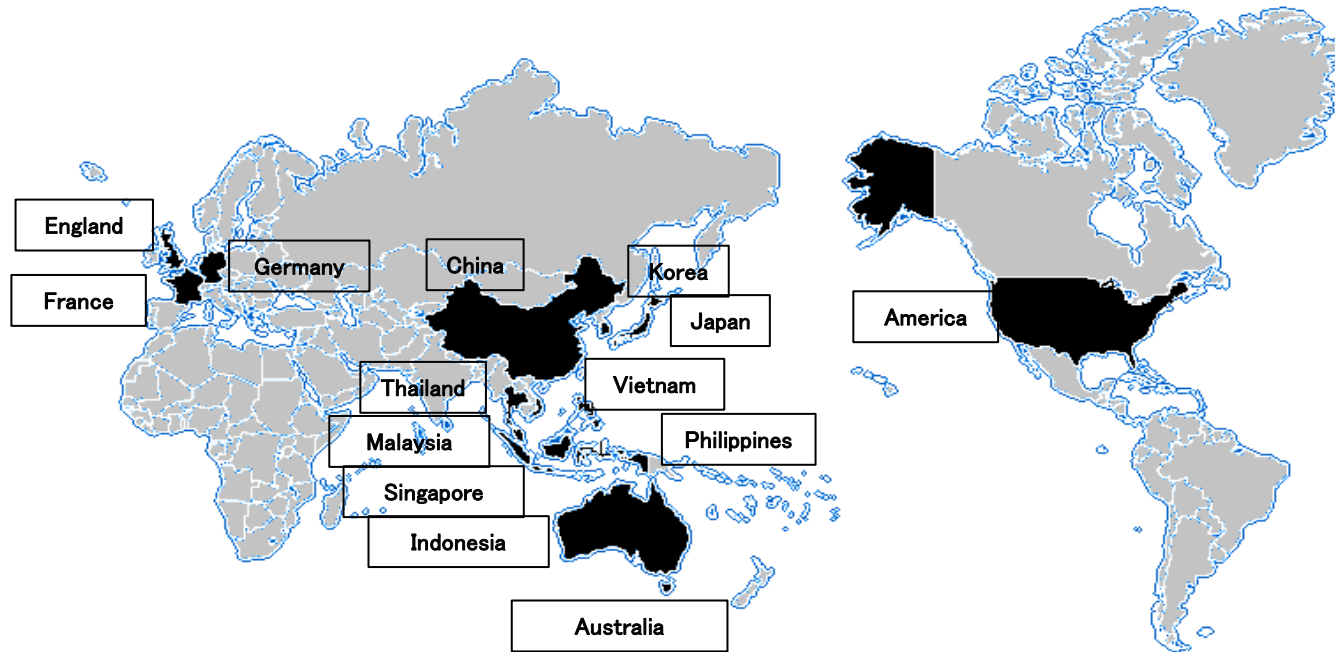 England
Germany
China
Korea
France
Japan
America
Thailand
Vietnam
Malaysia
Philippines
Singapore
Indonesia
Australia